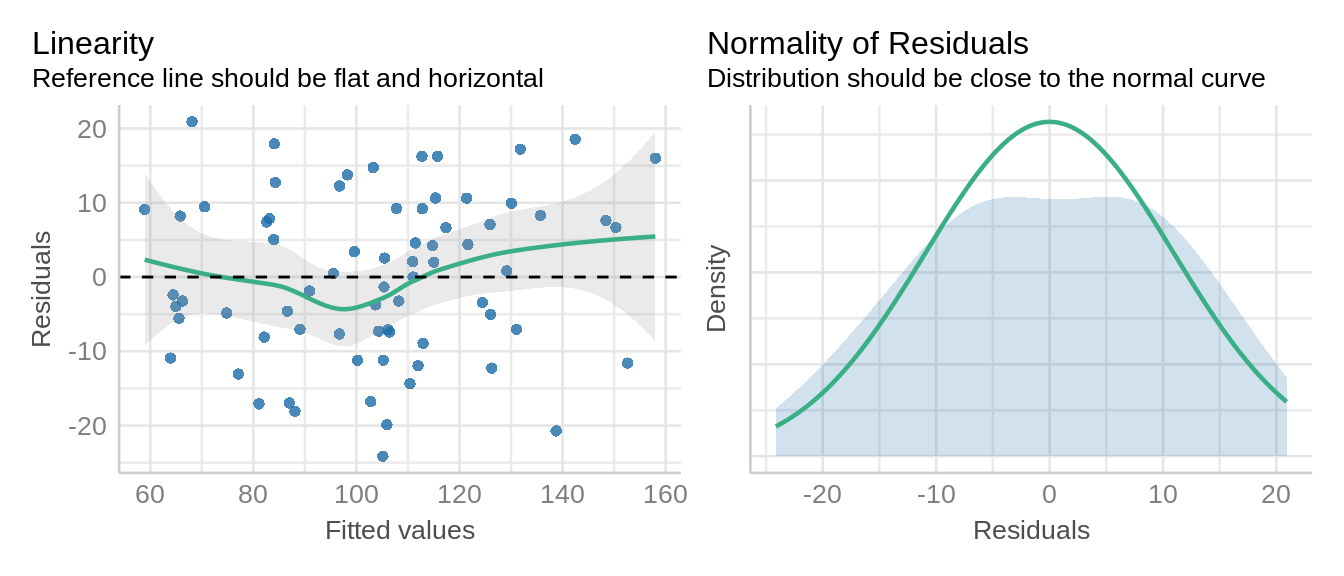 Linearity
Reference line should be flat and horizontal
20
10
0
-10
-20
Residuals
60 80 100 120 140 160
Fitted values
Normality of Residuals
Distribution should be close to the normal curve
Density
-20 -10 0 10 20
Residuals